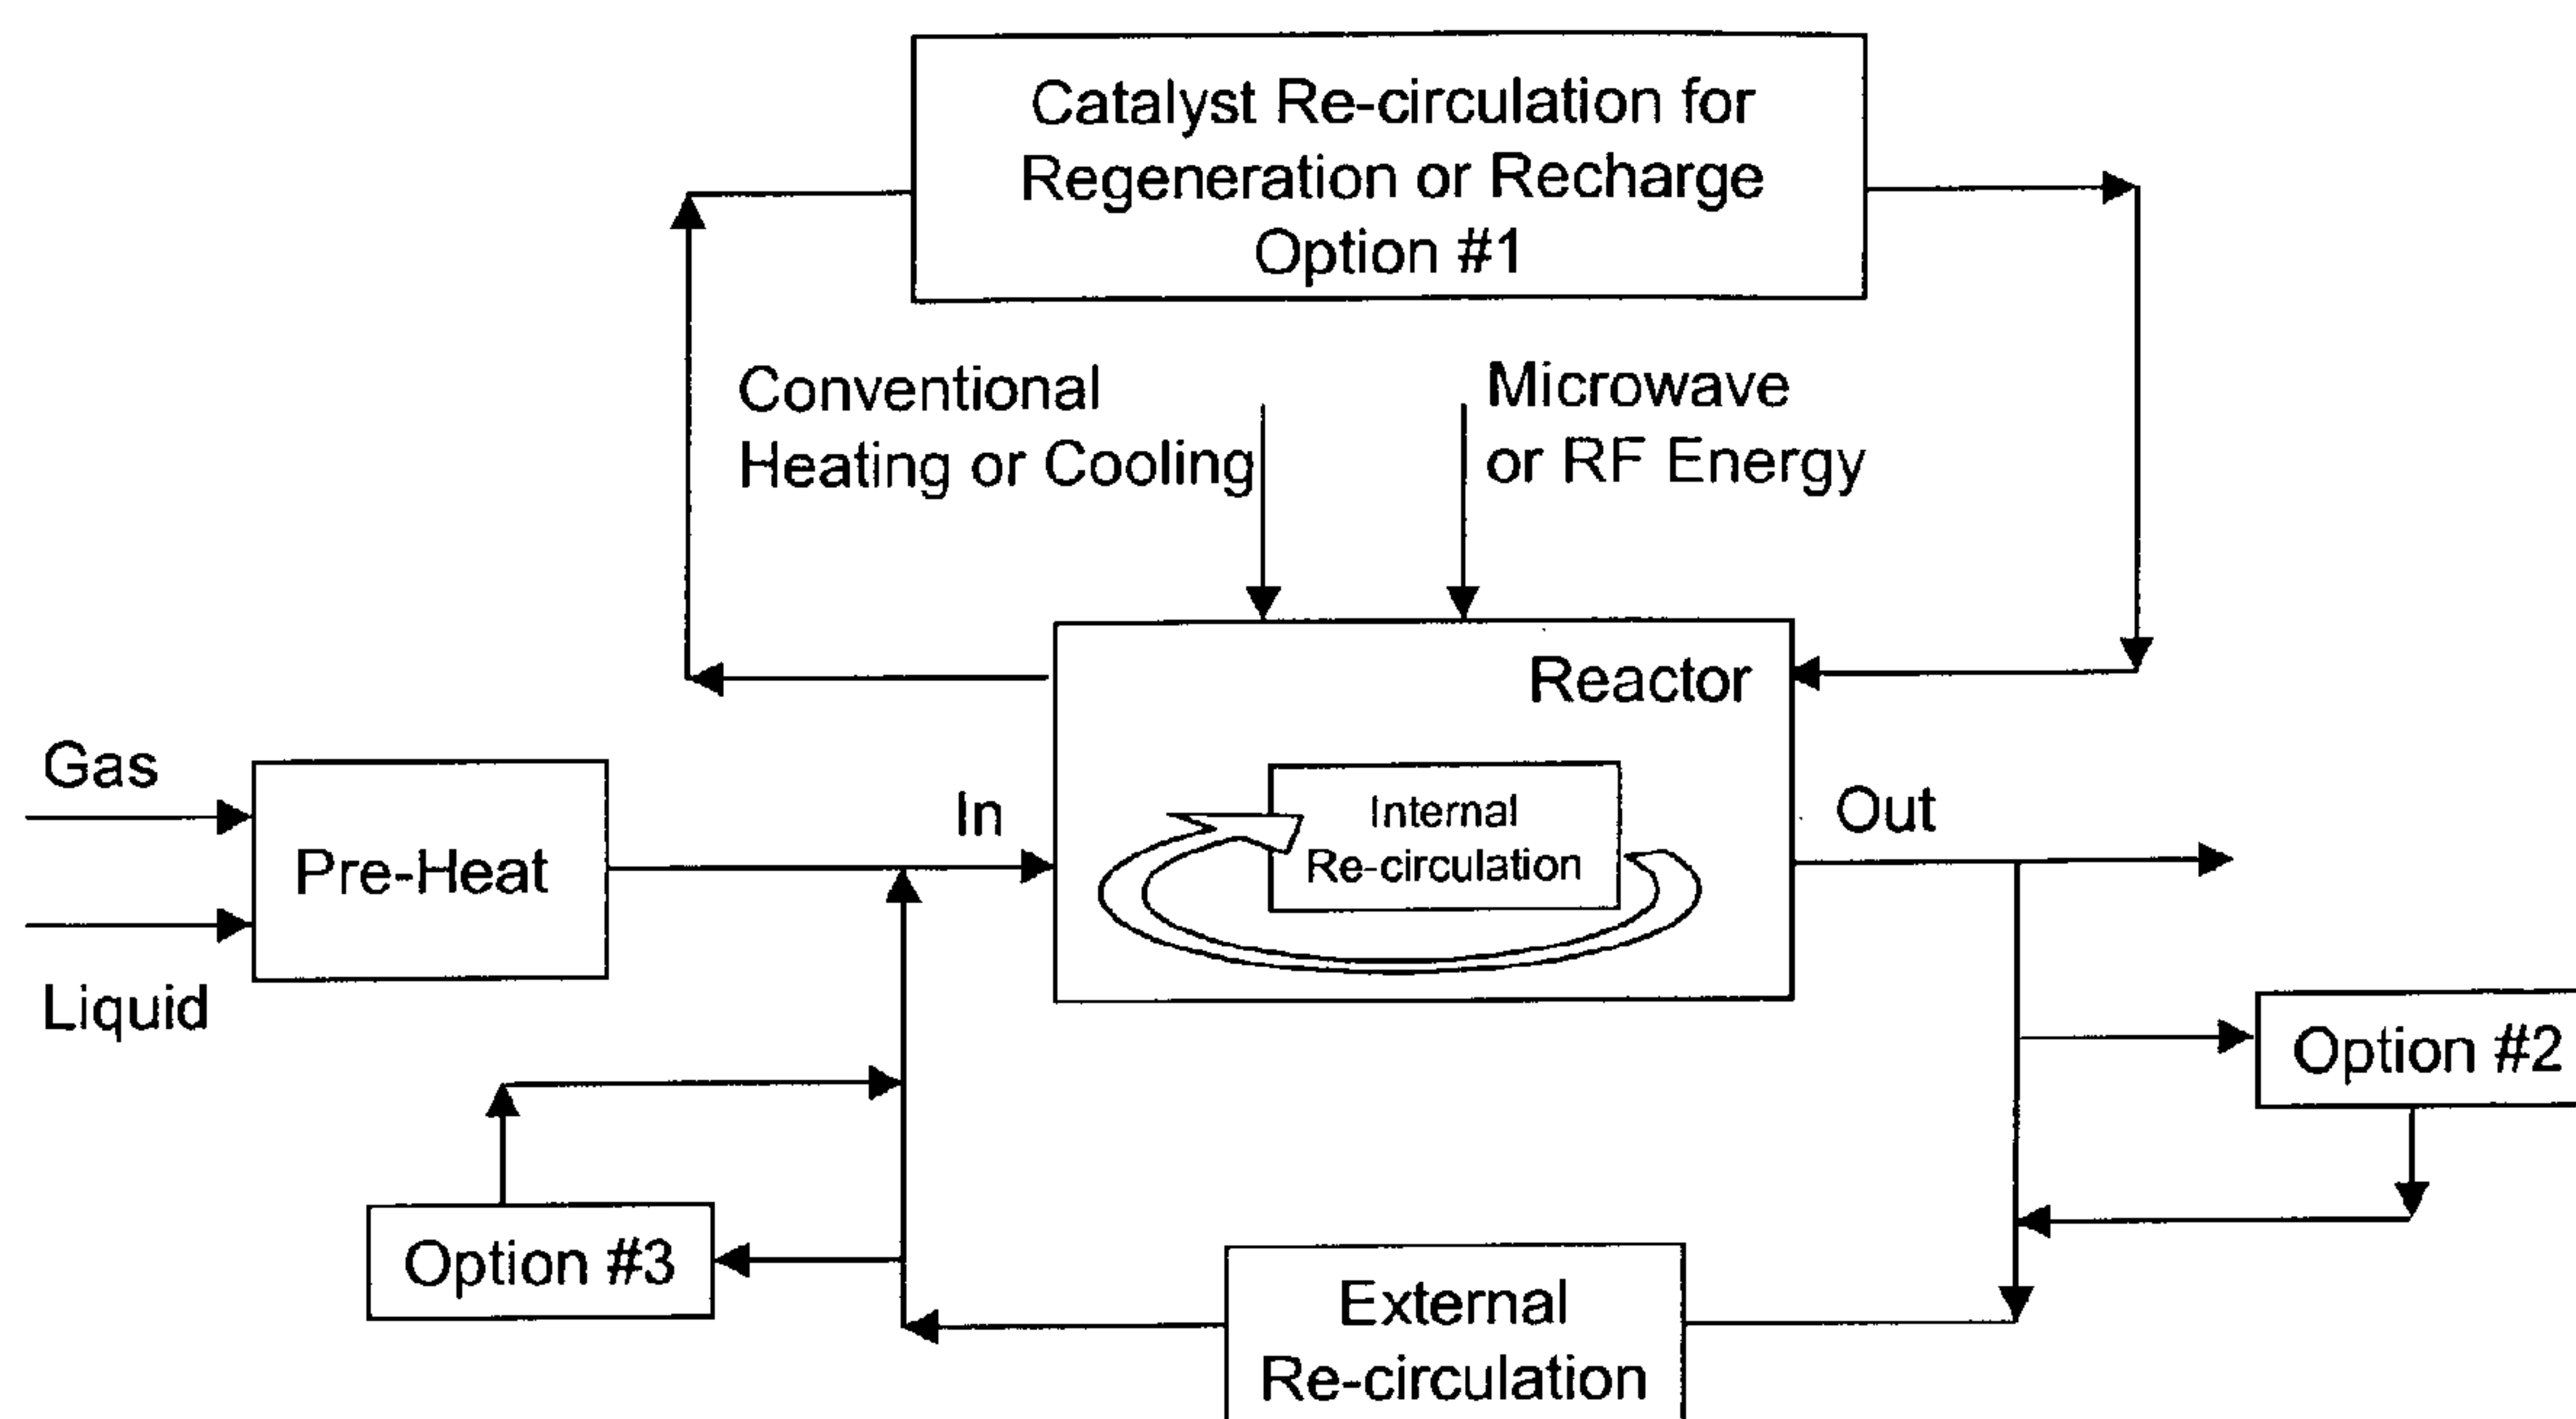 Catalyst Re-circulation for
Regeneration or Recharge
Option #1
Conventional
Heating or Cooling
Microwave
or RF Energy
Reactor
Gas
Liquid
Pre-Heat
In
Internal
Re-circulation
Out
Option #2
Option #3
External
Re-circulation